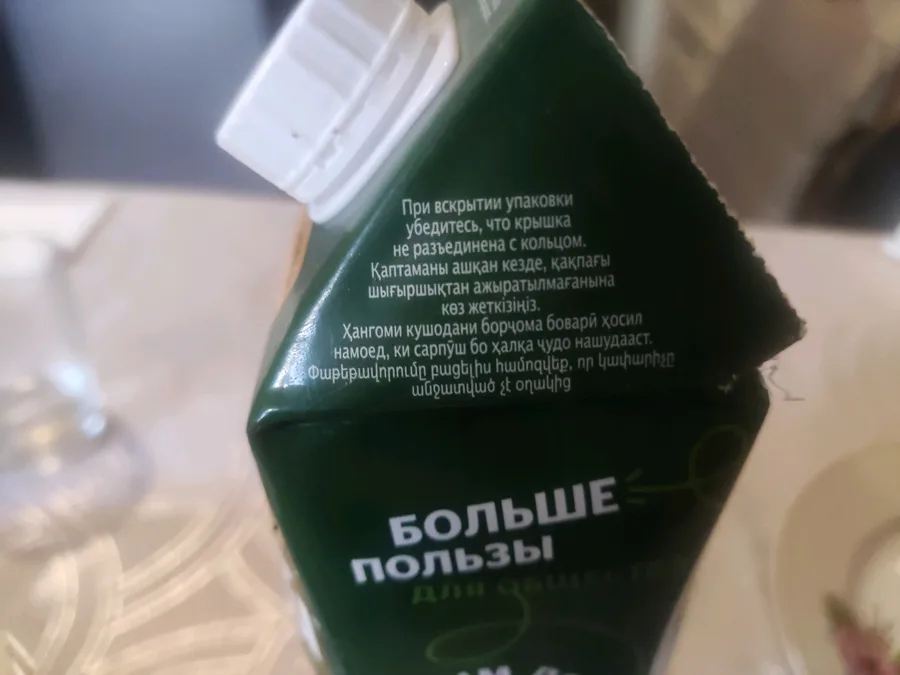 При вскрытии упаковки
убедитесь, что крышка
не разъединена с кольцом.
Қаптаманы ашқан кезде, қақпағы
шығыршықтан ажыратылмағанына
көз жеткізіңіз.
Ҳангоми кушодани борҷома боварӣ ҳосил
намоед, ки сарпӯш бо ҳалқа ҷудо нашудааст.
Փաթեթավորումը բացելիս համոզվեք, որ կափարիչը
անջատված չէ օղակից
БОЛЬШЕ
ПОЛЬЗЫ
ДЛЯ